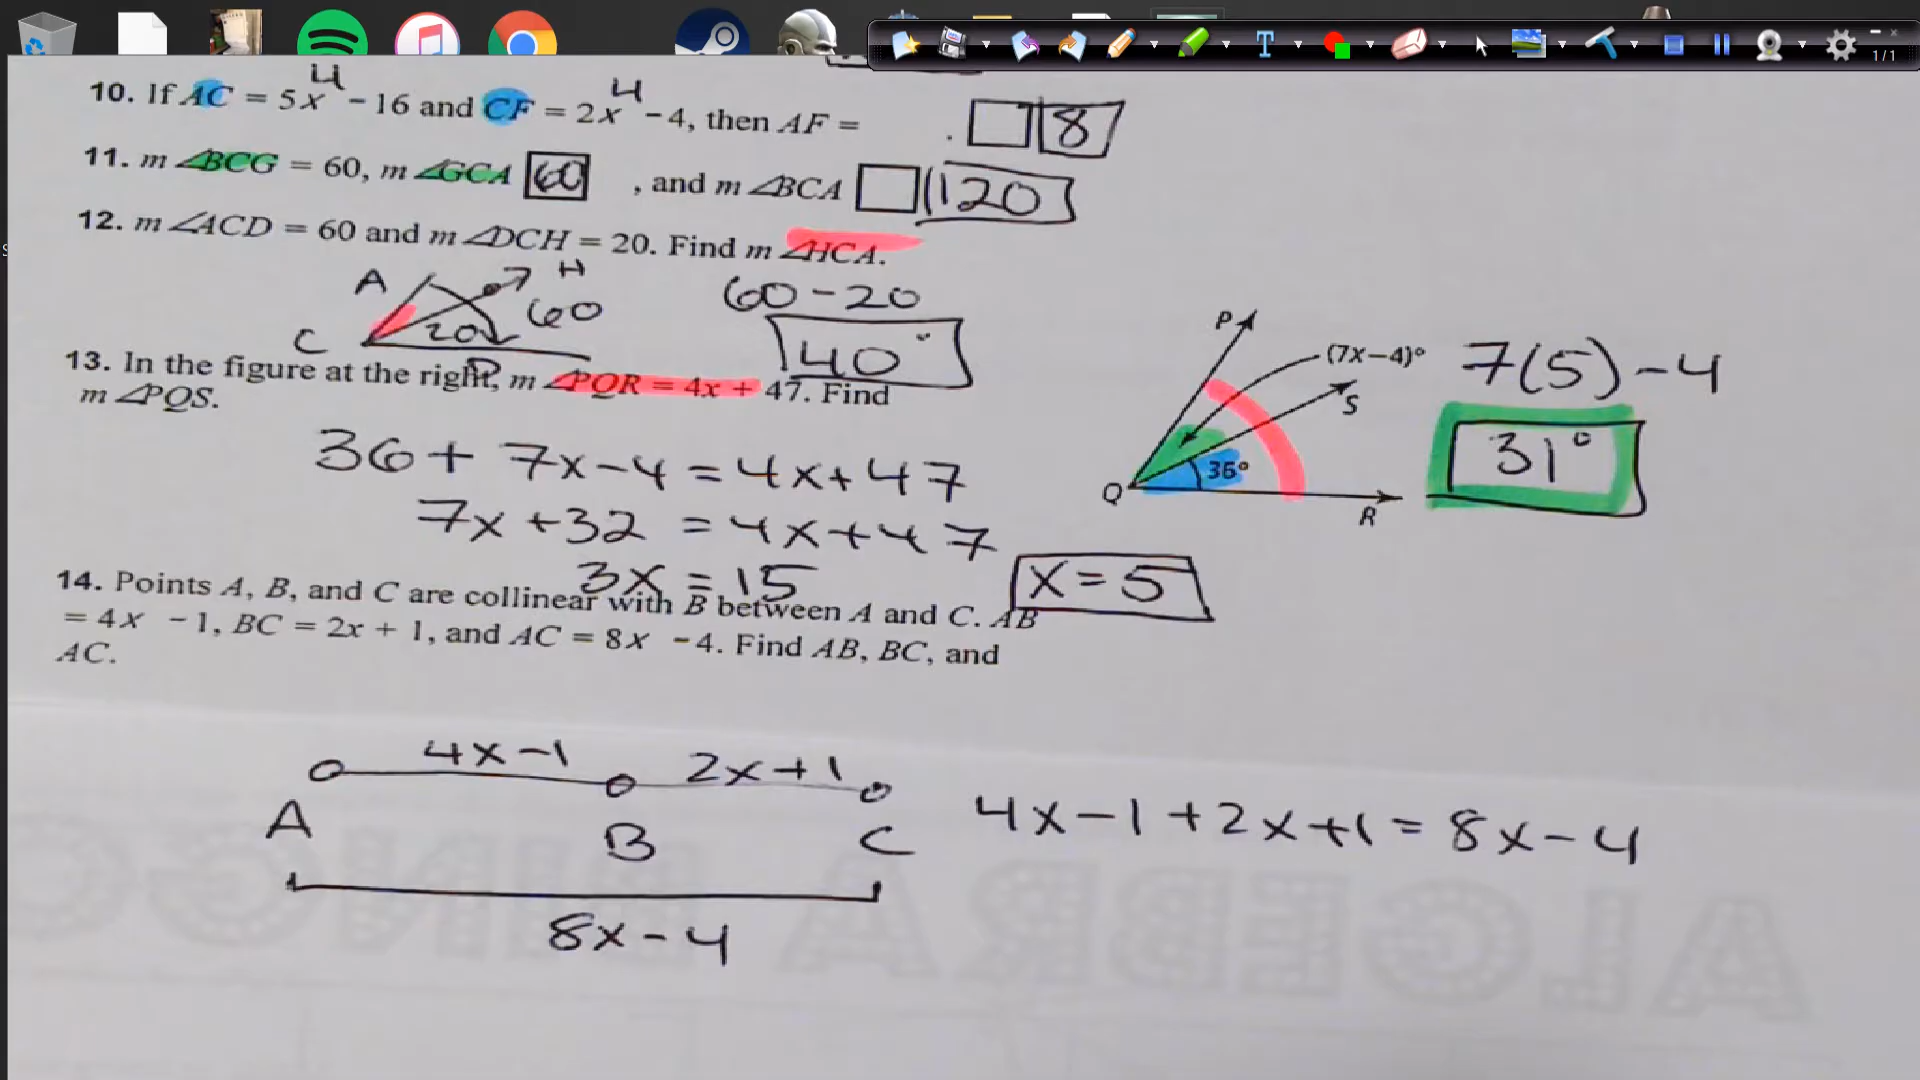 1/1
10. If AC = 5x - 16 and CF = 2x - 4, then AF = . 8
4 4
11. m ∠BCG = 60, m ∠GCA 60 , and m ∠BCA 120
12. m ∠ACD = 60 and m ∠DCH = 20. Find m ∠HCA.
A H 60
C 20 D
60 - 20
40°
13. In the figure at the right, m ∠PQR = 4x + 47. Find
m ∠PQS.
P
(7x-4)°
S
36°
Q
R
7(5)-4
31°
36 + 7x-4 = 4x+47
7x +32 = 4x+47
3x = 15
x = 5
14. Points A, B, and C are collinear with B between A and C. AB
= 4x - 1, BC = 2x + 1, and AC = 8x - 4. Find AB, BC, and
AC.
4x-1 2x+1
A B C
8x-4
4x-1+2x+1=8x-4